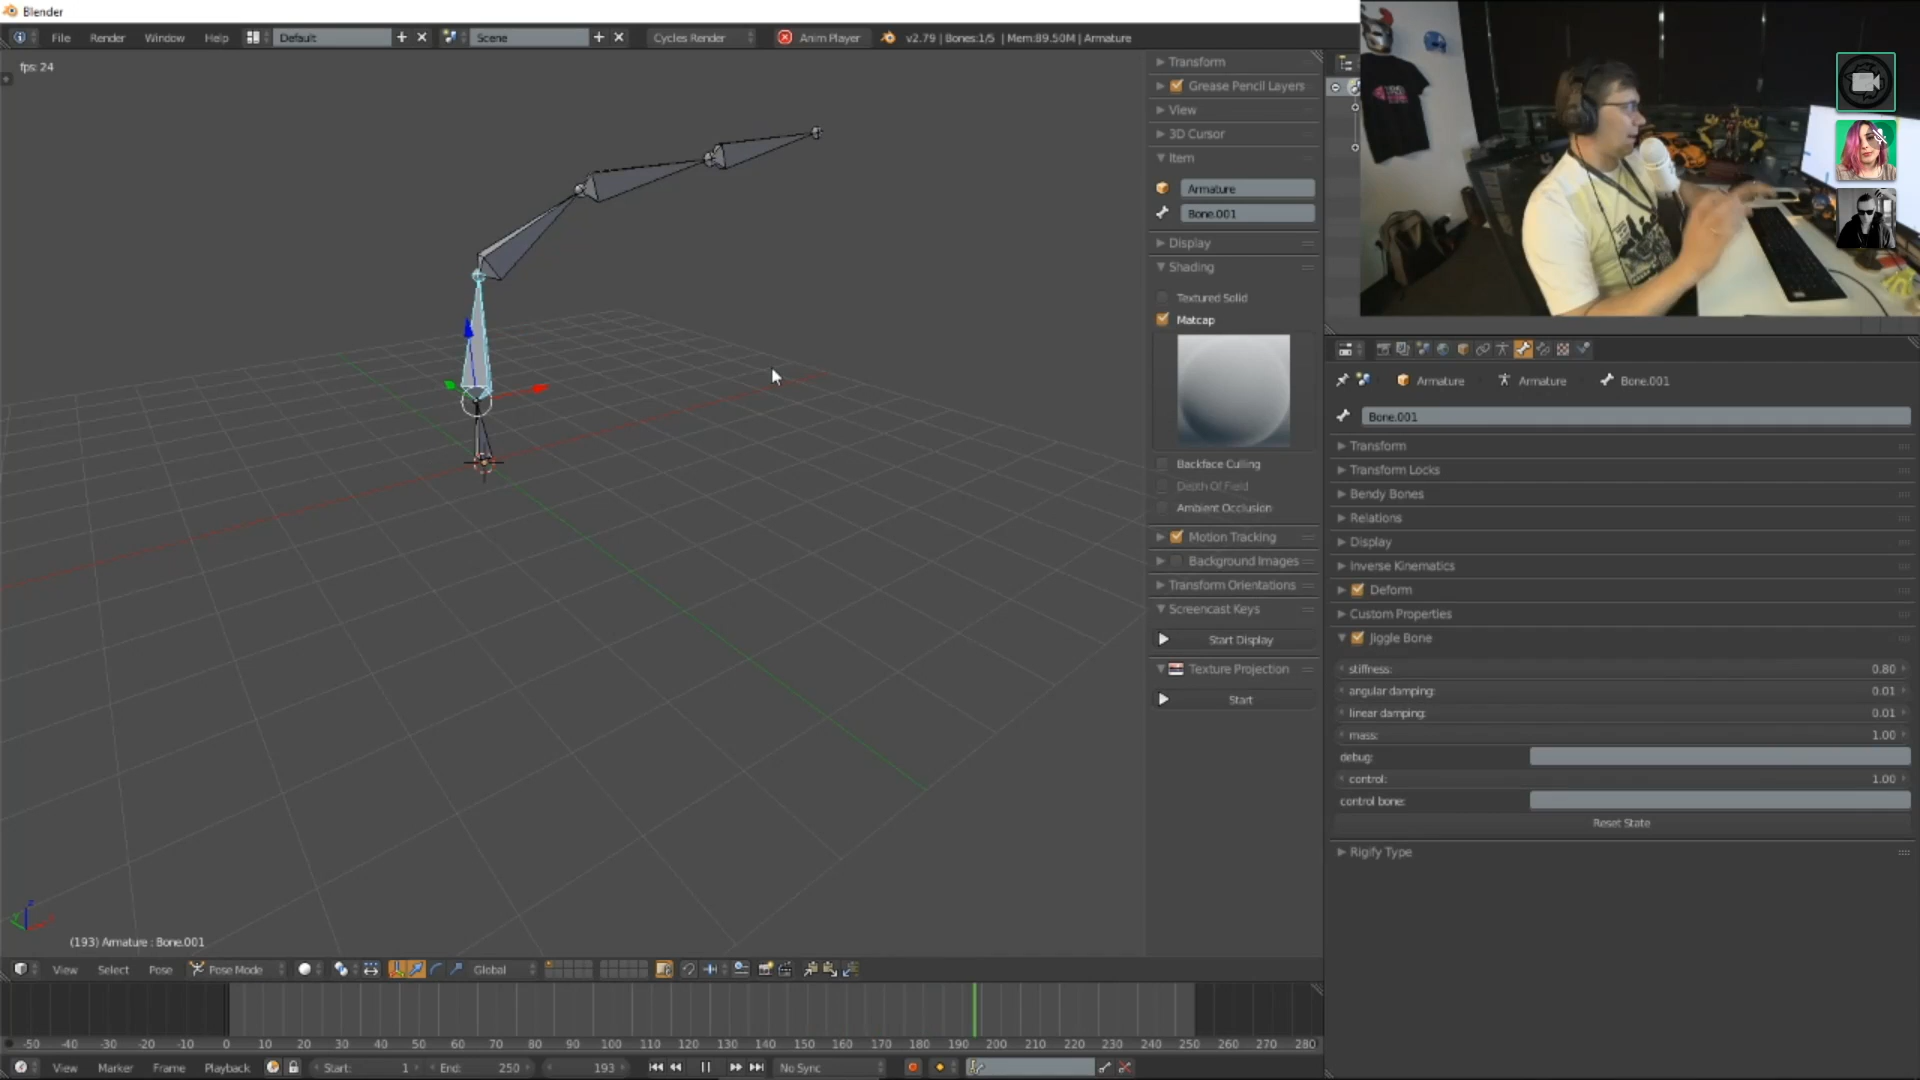 Blender
File Render Window Help Default Scene Cycles Render Anim Player v2.79 | Bones:1/5 | Mem:89.50M | Armature
fps: 24
Transform
Grease Pencil Layers
View
3D Cursor
Item
Armature
Bone.001
Display
Shading
Textured Solid
Matcap
Backface Culling
Depth Of Field
Ambient Occlusion
Motion Tracking
Background Images
Transform Orientations
Screencast Keys
Start Display
Texture Projection
Start
Armature Armature Bone.001
Bone.001
Transform
Transform Locks
Bendy Bones
Relations
Display
Inverse Kinematics
Deform
Custom Properties
Jiggle Bone
stiffness: 0.80
angular damping: 0.01
linear damping: 0.01
mass: 1.00
debug:
control: 1.00
control bone:
Reset State
Rigify Type
(193) Armature : Bone.001
View Select Pose Pose Mode Global
-50 -40 -30 -20 -10 0 10 20 30 40 50 60 70 80 90 100 110 120 130 140 150 160 170 180 190 200 210 220 230 240 250 260 270 280
View Marker Frame Playback Start: 1 End: 250 193 No Sync